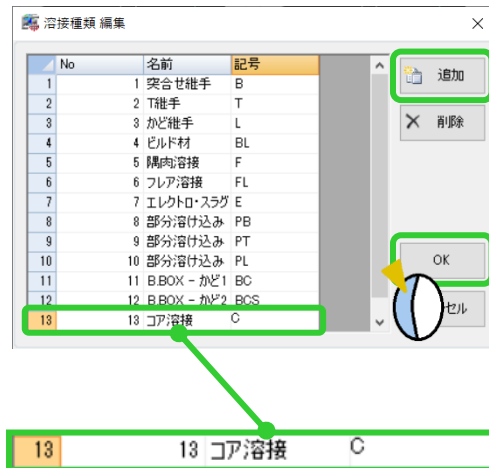 溶接種類 編集
No 名前 記号
1 1 突合せ継手 B
2 2 T継手 T
3 3 かど継手 L
4 4 ビルド材 BL
5 5 隅肉溶接 F
6 6 フレア溶接 FL
7 7 エレクトロ・スラグ E
8 8 部分溶け込み PB
9 9 部分溶け込み PT
10 10 部分溶け込み PL
11 11 B.BOX - かど1 BC
12 12 B.BOX - かど2 BCS
13 13 コア溶接 C
追加
削除
OK
セル
13 13 コア溶接 C